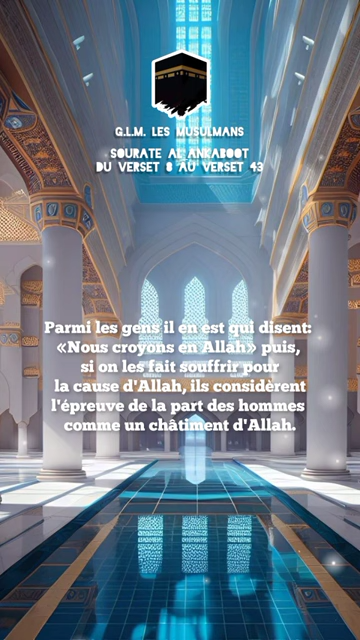 G.L.M. LES MUSULMANS
SOURATE AL ANKABOOT
DU VERSET 8 AU VERSET 43
Parmi les gens il en est qui disent:
«Nous croyons en Allah» puis,
si on les fait souffrir pour
la cause d'Allah, ils considèrent
l'épreuve de la part des hommes
comme un châtiment d'Allah.